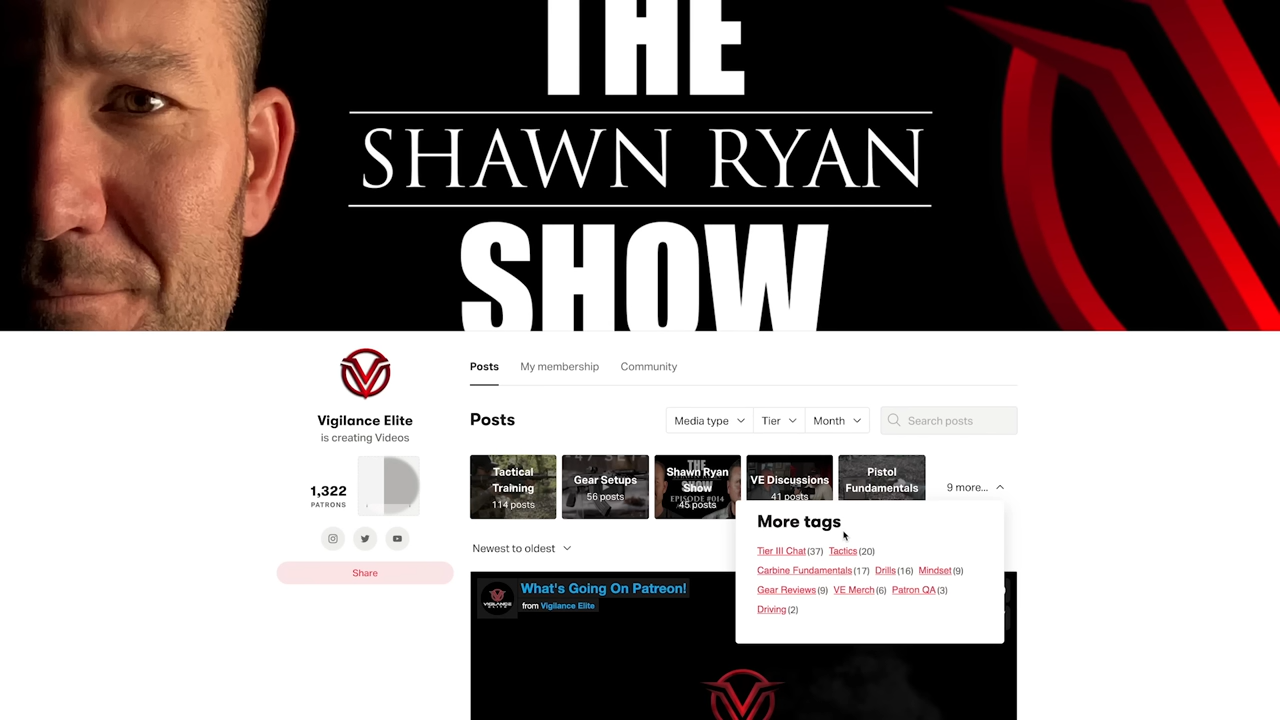 THE
SHAWN RYAN
SHOW
Posts
My membership
Community
Vigilance Elite
is creating Videos
1,322
PATRONS
Share
Posts
Media type
Tier
Month
Search posts
Tactical
Training
114 posts
Gear Setups
56 posts
Shawn Ryan
Show
EPISODE #014
45 posts
VE Discussions
41 posts
Pistol
Fundamentals
9 more...
More tags
Tier III Chat (37) Tactics (20)
Carbine Fundamentals (17) Drills (16) Mindset (9)
Gear Reviews (9) VE Merch (6) Patron QA (3)
Driving (2)
Newest to oldest
What's Going On Patreon!
from Vigilance Elite